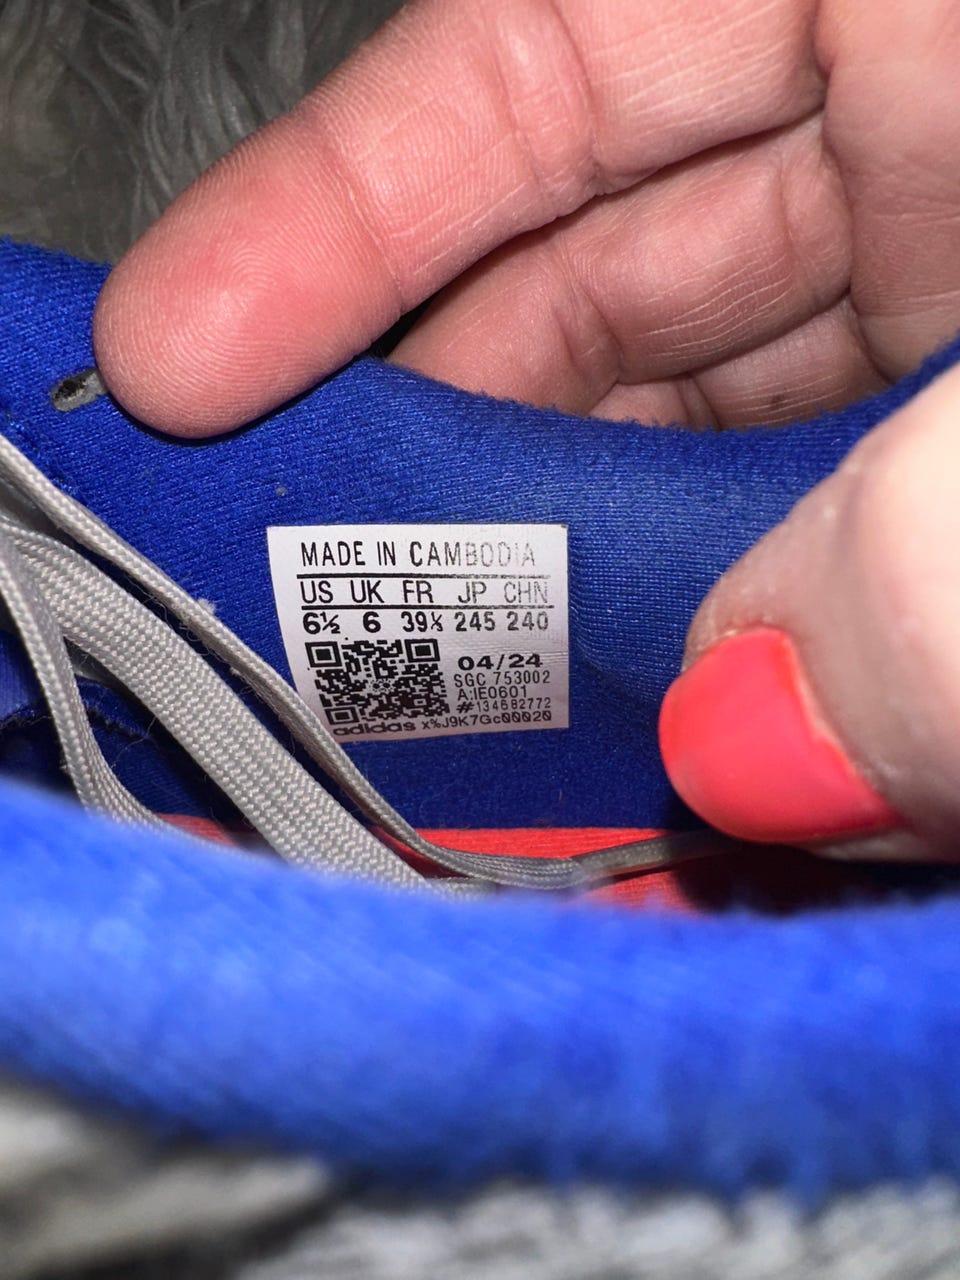 MADE IN CAMBODIA
US UK FR JP CHN
6½ 6 39⅓ 245 240
04/24
SGC 753002
A:IE0601
#134682772
adidas x%J9K7Gc00020